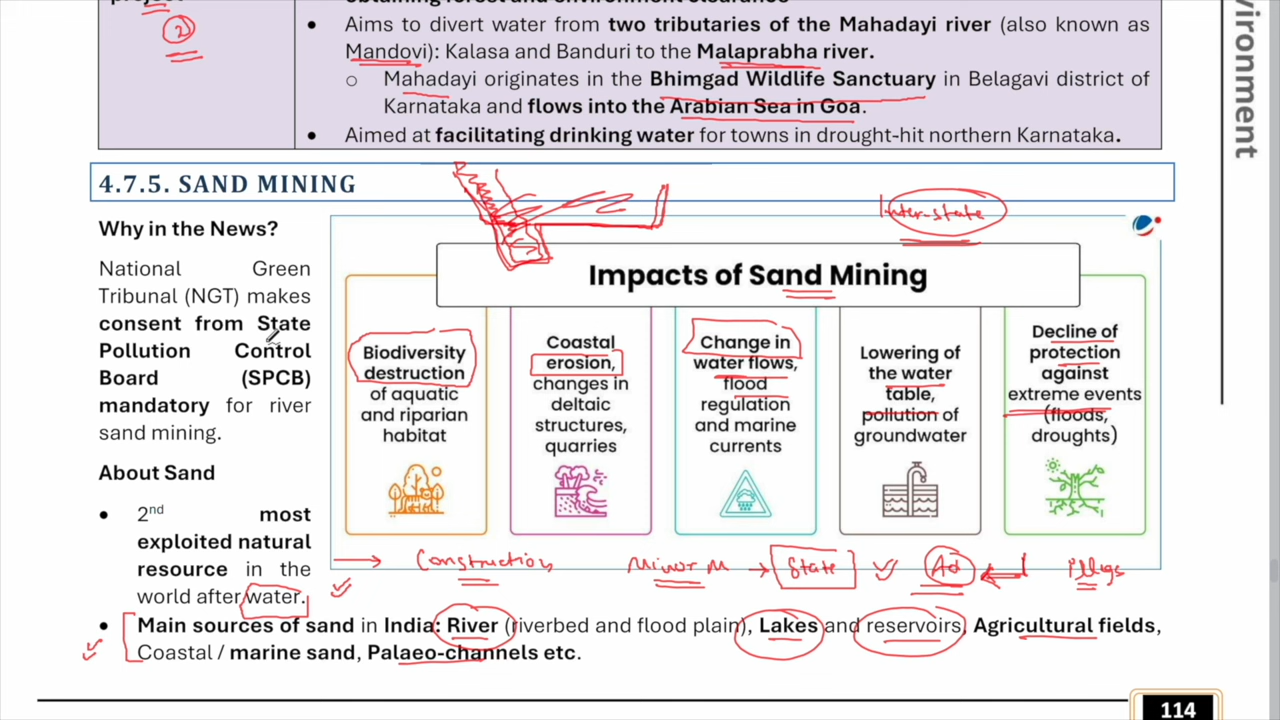 project
2
obtaining forest and environment clearance
• Aims to divert water from two tributaries of the Mahadayi river (also known as
Mandovi): Kalasa and Banduri to the Malaprabha river.
o Mahadayi originates in the Bhimgad Wildlife Sanctuary in Belagavi district of
Karnataka and flows into the Arabian Sea in Goa.
• Aimed at facilitating drinking water for towns in drought-hit northern Karnataka.
vironment
4.7.5. SAND MINING
Inter-state
Why in the News?
National Green
Tribunal (NGT) makes
consent from State
Pollution Control
Board (SPCB)
mandatory for river
sand mining.
About Sand
• 2nd most
exploited natural
resource in the
world after water.
Impacts of Sand Mining
Biodiversity
destruction
of aquatic
and riparian
habitat
Coastal
erosion,
changes in
deltaic
structures,
quarries
Change in
water flows,
flood
regulation
and marine
currents
Lowering of
the water
table,
pollution of
groundwater
Decline of
protection
against
extreme events
(floods,
droughts)
Construction
Minor M → State
Ad
• Main sources of sand in India: River (riverbed and flood plain), Lakes and reservoirs, Agricultural fields,
Coastal / marine sand, Palaeo-channels etc.
114